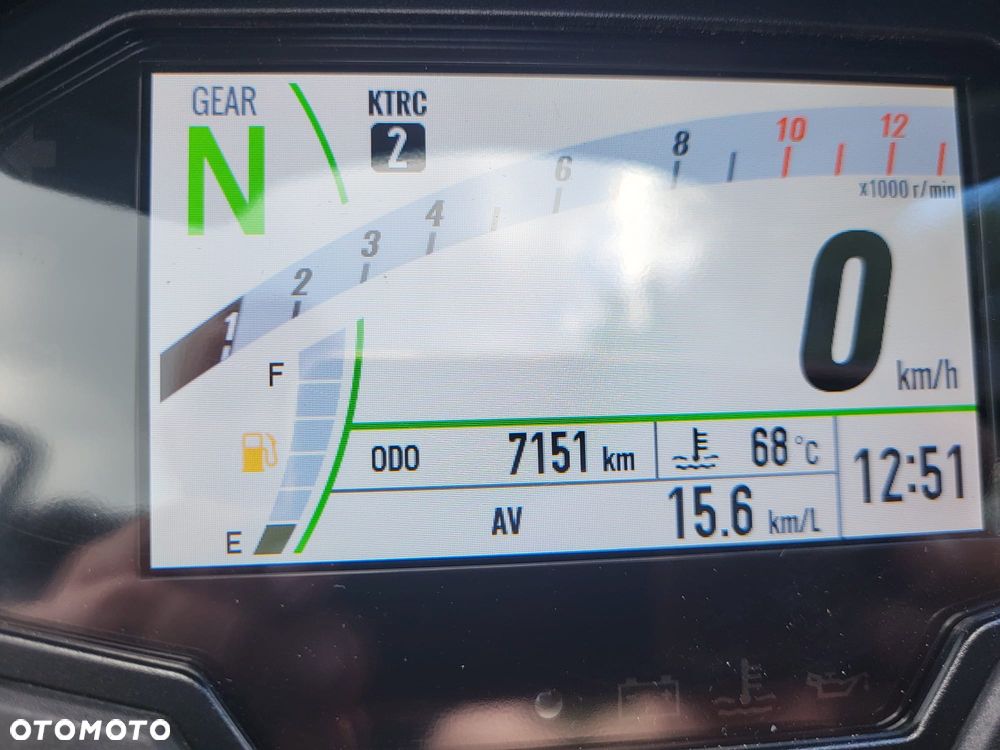 GEAR
N
KTRC
2
1 2 3 4 6 8 10 12
x1000 r/min
0 km/h
F
E
ODO 7151 km
68 °C
12:51
AV 15.6 km/L
OTOMOTO